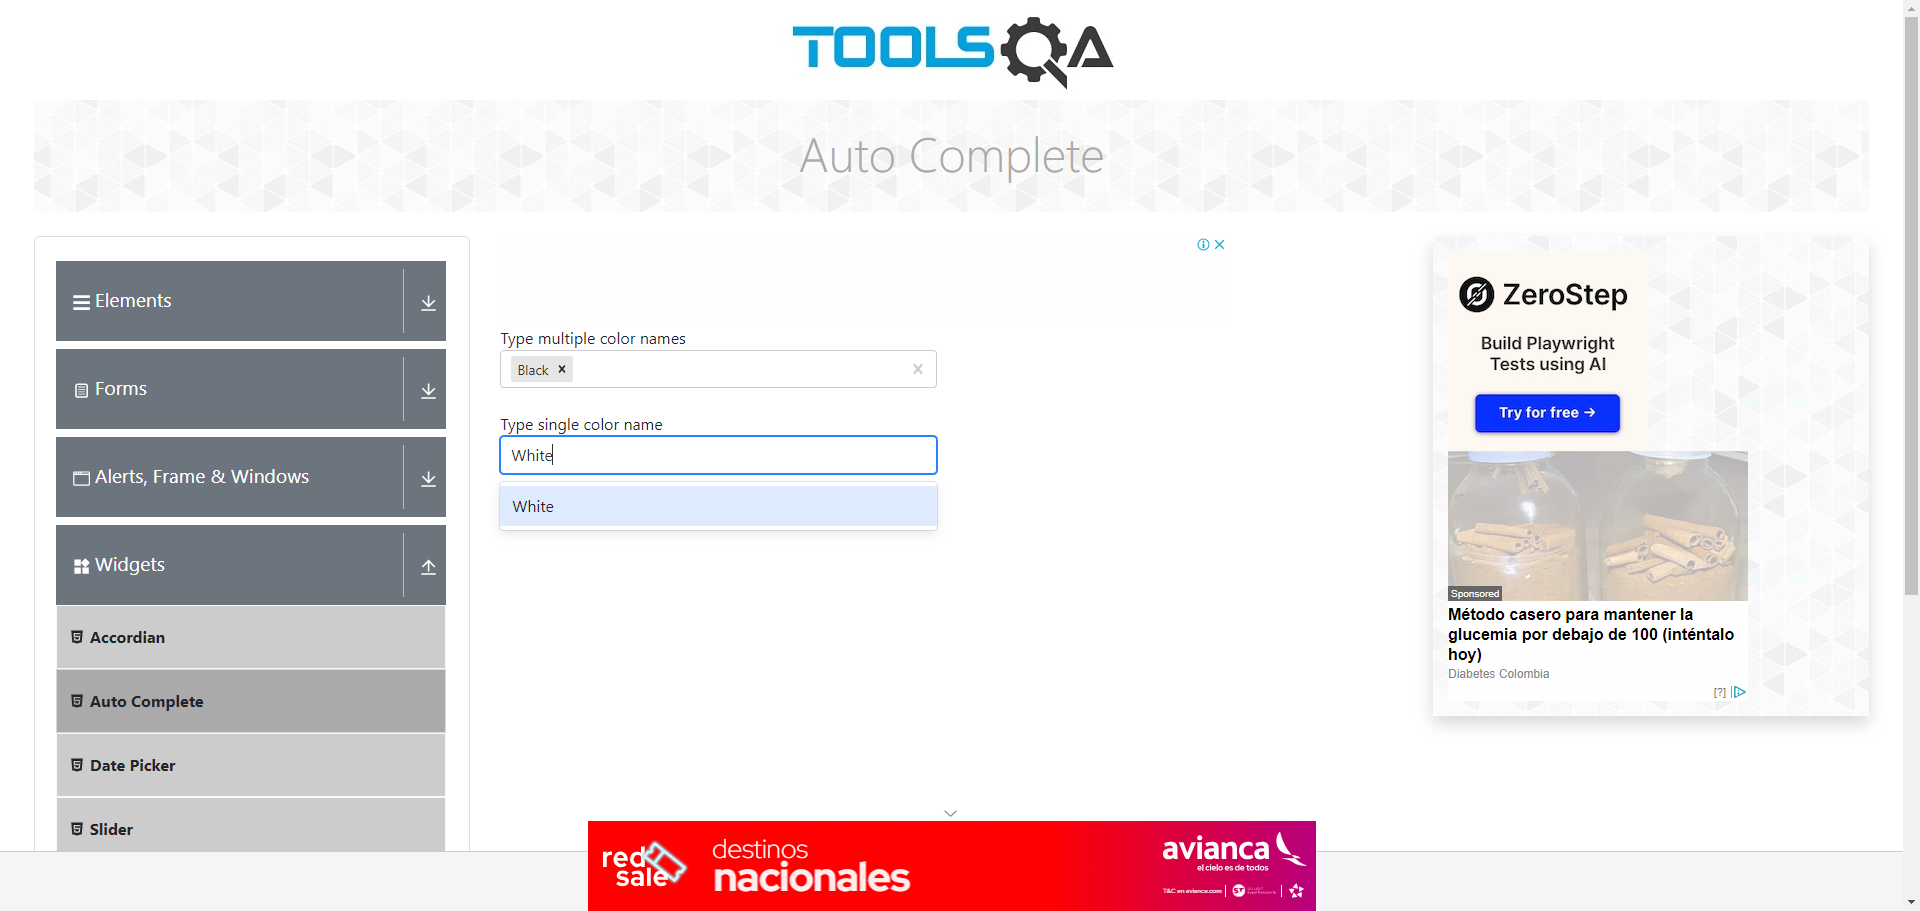 TOOLSQA
Auto Complete
Elements
Forms
Alerts, Frame & Windows
Widgets
Accordian
Auto Complete
Date Picker
Slider
Type multiple color names
Black
Type single color name
White
White
ZeroStep
Build Playwright
Tests using AI
Try for free →
Sponsored
Método casero para mantener la
glucemia por debajo de 100 (inténtalo
hoy)
Diabetes Colombia
[?]
red
sale
destinos
nacionales
avianca
el cielo es de todos
T&C en avianca.com